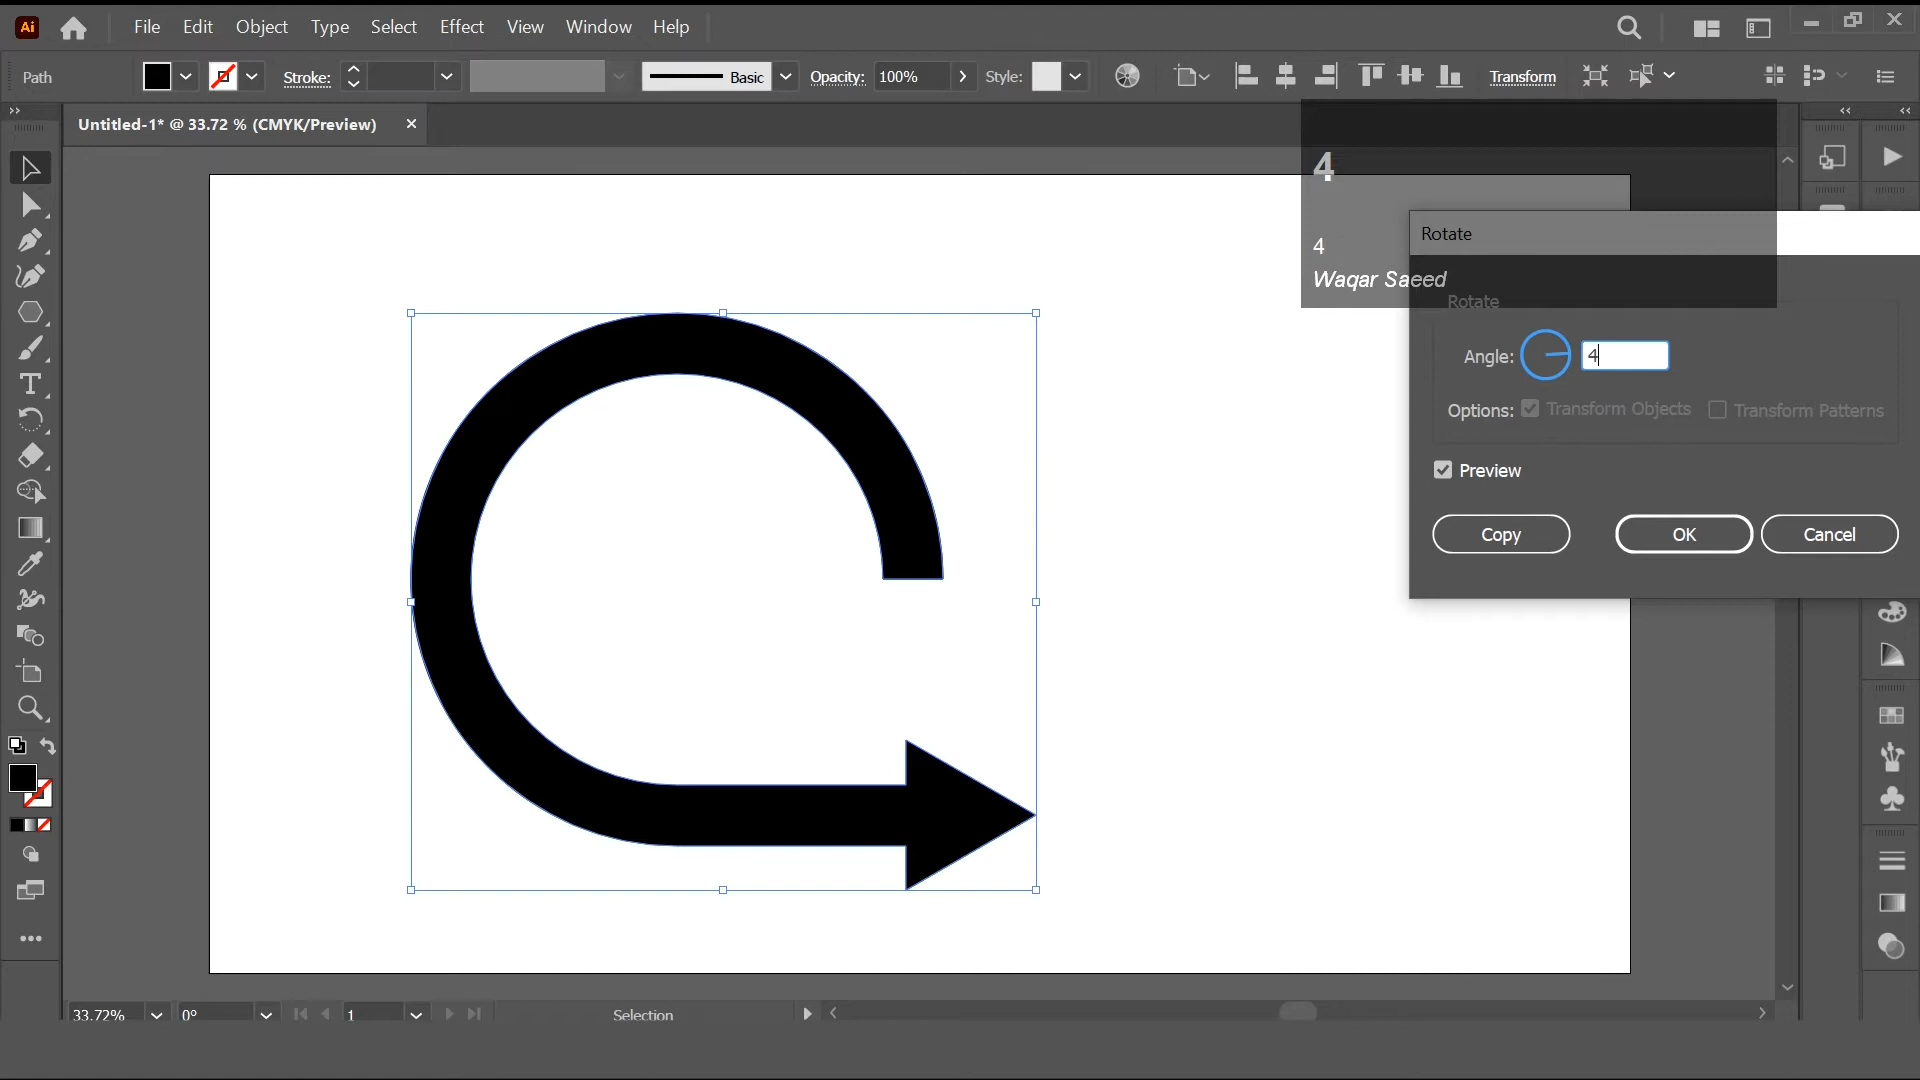 Ai File Edit Object Type Select Effect View Window Help
Path Stroke: Basic Opacity: 100% Style: Transform
Untitled-1* @ 33.72 % (CMYK/Preview)
4
4
Waqar Saeed
Rotate
Rotate
Angle: 4
Options: Transform Objects Transform Patterns
Preview
Copy OK Cancel
33.72% 0° 1 Selection